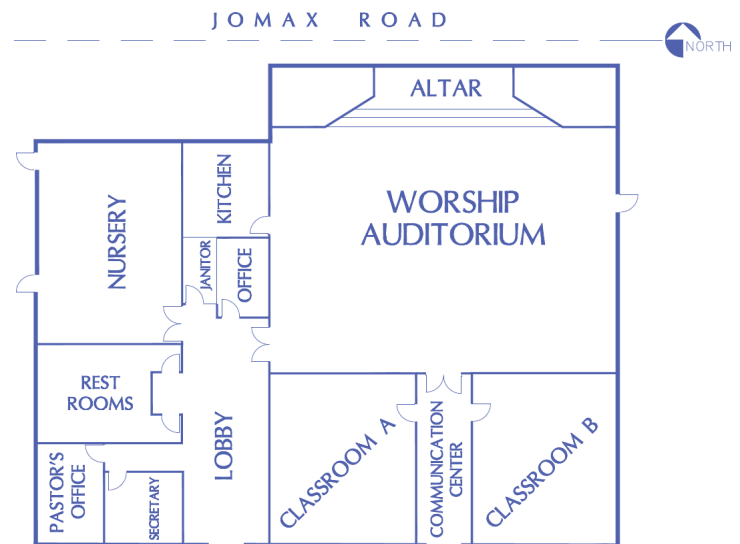 JOMAX ROAD
NORTH
ALTAR
WORSHIP
AUDITORIUM
KITCHEN
NURSERY
JANITOR
OFFICE
REST
ROOMS
LOBBY
CLASSROOM A
COMMUNICATION
CENTER
CLASSROOM B
PASTOR'S
OFFICE
SECRETARY